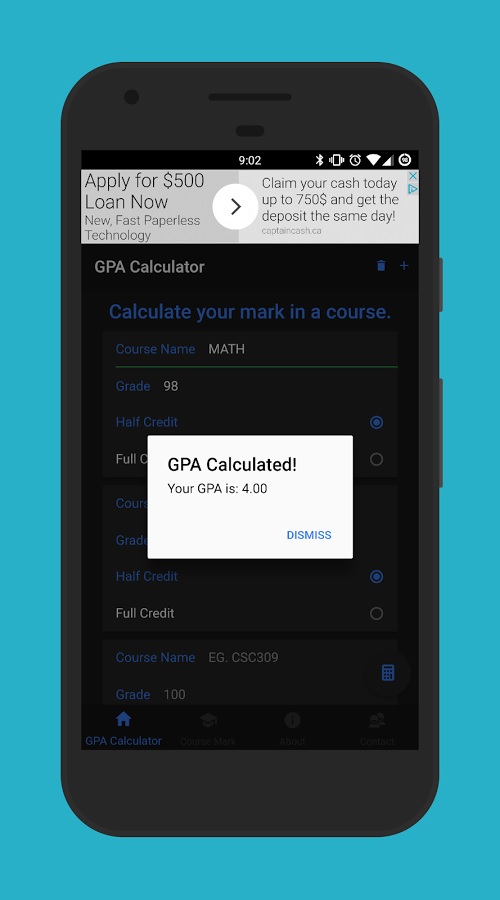 9:02
Apply for $500
Loan Now
New, Fast Paperless
Technology
Claim your cash today
up to 750$ and get the
deposit the same day!
captaincash.ca
GPA Calculator
Calculate your mark in a course.
Course Name MATH
Grade 98
Half Credit
Full C
GPA Calculated!
Your GPA is: 4.00
DISMISS
Cours
Grade
Half Credit
Full Credit
Course Name EG. CSC309
Grade 100
GPA Calculator Course Mark About Contact